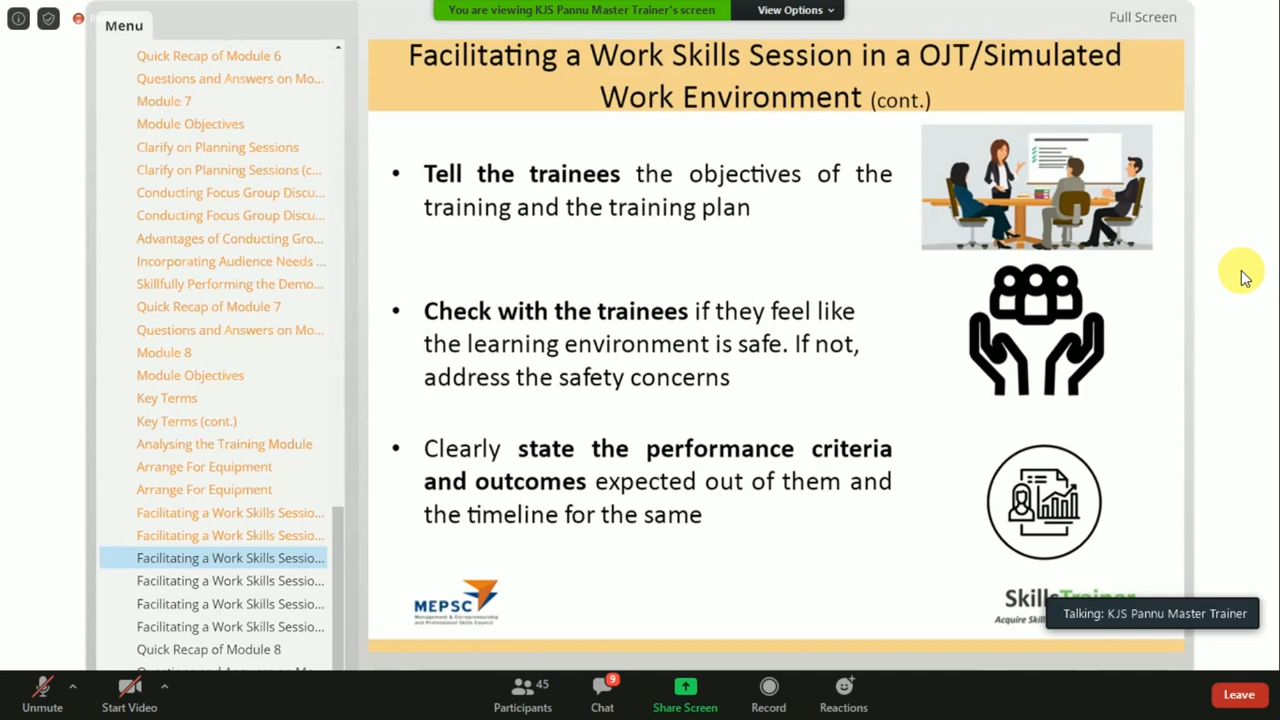 You are viewing KJS Pannu Master Trainer's screen
View Options
Menu
Full Screen
Quick Recap of Module 6
Questions and Answers on Mo...
Module 7
Module Objectives
Clarify on Planning Sessions
Clarify on Planning Sessions (c...
Conducting Focus Group Discu...
Conducting Focus Group Discu...
Advantages of Conducting Gro...
Incorporating Audience Needs ...
Skillfully Performing the Demo...
Quick Recap of Module 7
Questions and Answers on Mo...
Module 8
Module Objectives
Key Terms
Key Terms (cont.)
Analysing the Training Module
Arrange For Equipment
Arrange For Equipment
Facilitating a Work Skills Sessio...
Facilitating a Work Skills Sessio...
Facilitating a Work Skills Sessio...
Facilitating a Work Skills Sessio...
Facilitating a Work Skills Sessio...
Facilitating a Work Skills Sessio...
Quick Recap of Module 8
Facilitating a Work Skills Session in a OJT/Simulated
Work Environment (cont.)
• Tell the trainees the objectives of the
training and the training plan
• Check with the trainees if they feel like
the learning environment is safe. If not,
address the safety concerns
• Clearly state the performance criteria
and outcomes expected out of them and
the timeline for the same
MEPSC
Management & Entrepreneurship
and Professional Skills Council
SkillsTrainer
Talking: KJS Pannu Master Trainer
Unmute
Start Video
45
Participants
9
Chat
Share Screen
Record
Reactions
Leave